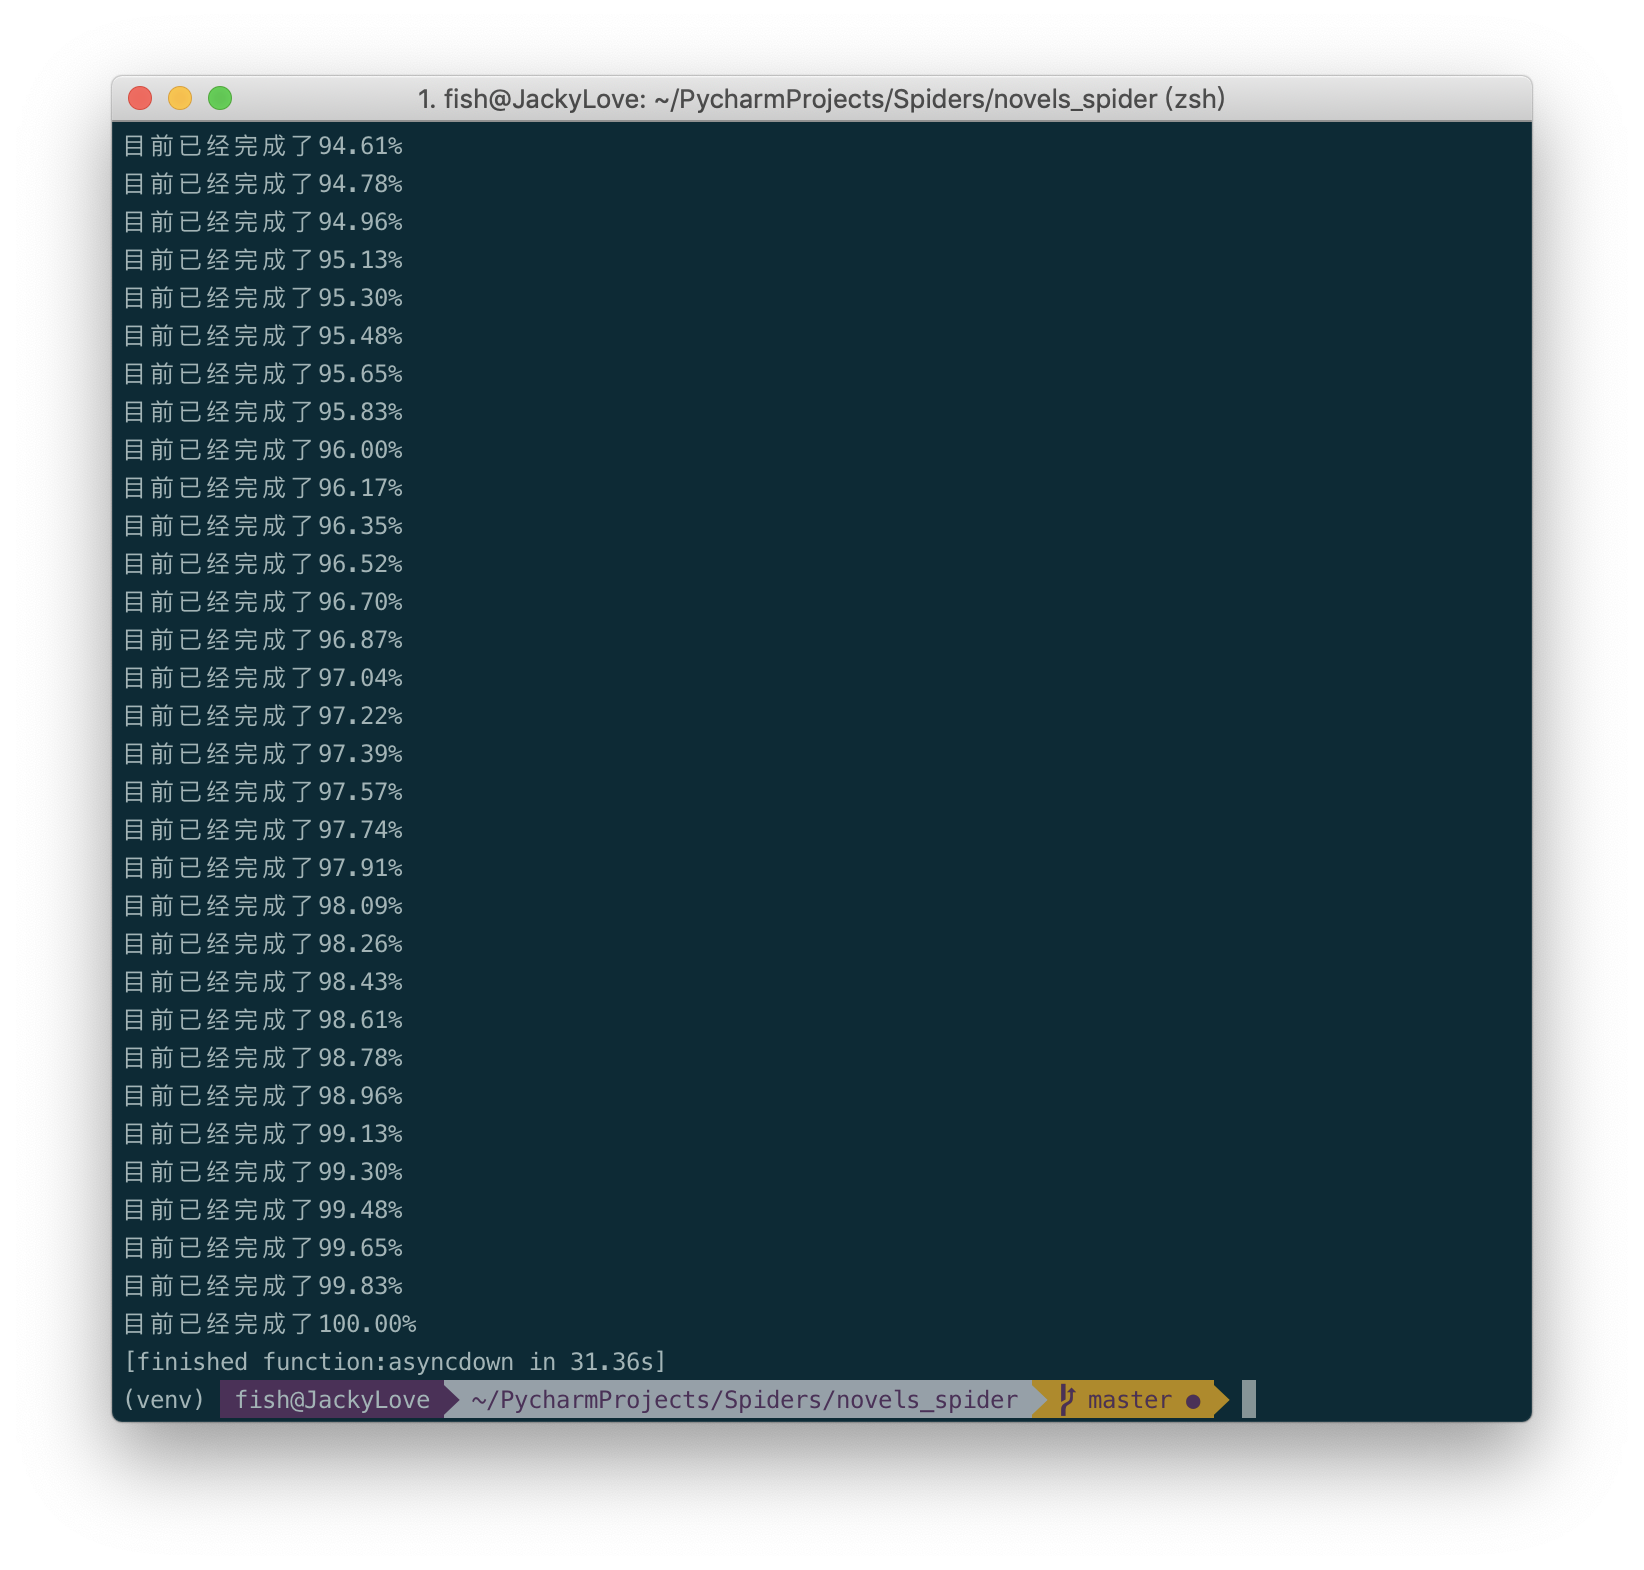 1. fish@JackyLove: ~/PycharmProjects/Spiders/novels_spider (zsh)
目前已经完成了94.61%
目前已经完成了94.78%
目前已经完成了94.96%
目前已经完成了95.13%
目前已经完成了95.30%
目前已经完成了95.48%
目前已经完成了95.65%
目前已经完成了95.83%
目前已经完成了96.00%
目前已经完成了96.17%
目前已经完成了96.35%
目前已经完成了96.52%
目前已经完成了96.70%
目前已经完成了96.87%
目前已经完成了97.04%
目前已经完成了97.22%
目前已经完成了97.39%
目前已经完成了97.57%
目前已经完成了97.74%
目前已经完成了97.91%
目前已经完成了98.09%
目前已经完成了98.26%
目前已经完成了98.43%
目前已经完成了98.61%
目前已经完成了98.78%
目前已经完成了98.96%
目前已经完成了99.13%
目前已经完成了99.30%
目前已经完成了99.48%
目前已经完成了99.65%
目前已经完成了99.83%
目前已经完成了100.00%
[finished function:asyncdown in 31.36s]
(venv) fish@JackyLove ~/PycharmProjects/Spiders/novels_spider master ●